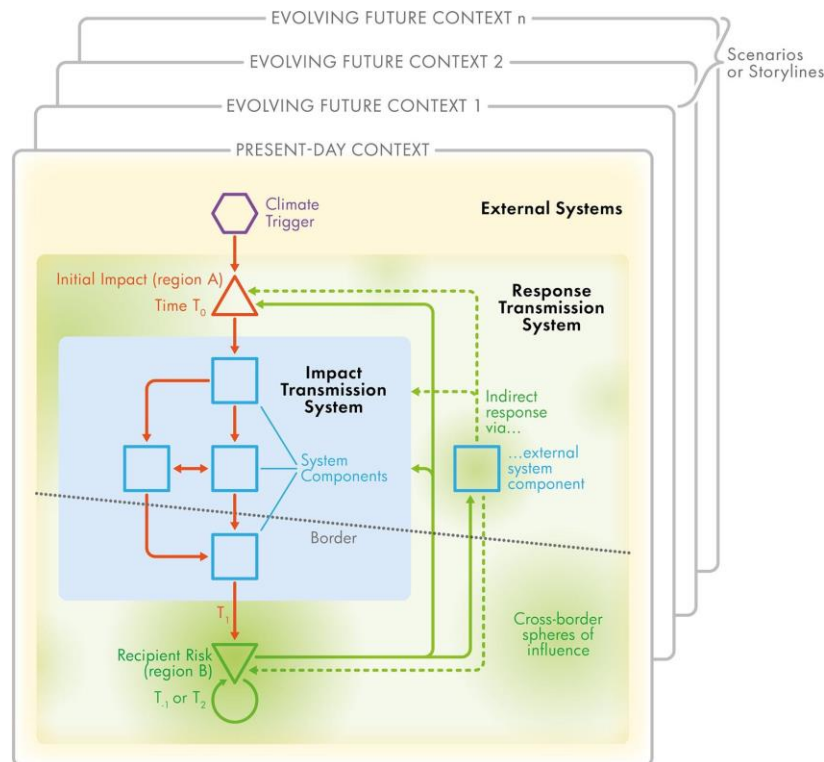 EVOLVING FUTURE CONTEXT n
Scenarios
or Storylines
EVOLVING FUTURE CONTEXT 2
EVOLVING FUTURE CONTEXT 1
PRESENT-DAY CONTEXT
Climate
Trigger
External Systems
Initial Impact (region A)
Time T0
Response
Transmission
System
Impact
Transmission
System
Indirect
response
via...
...external
system
component
System
Components
Border
T1
Cross-border
spheres of
influence
Recipient Risk
(region B)
T-1 or T2